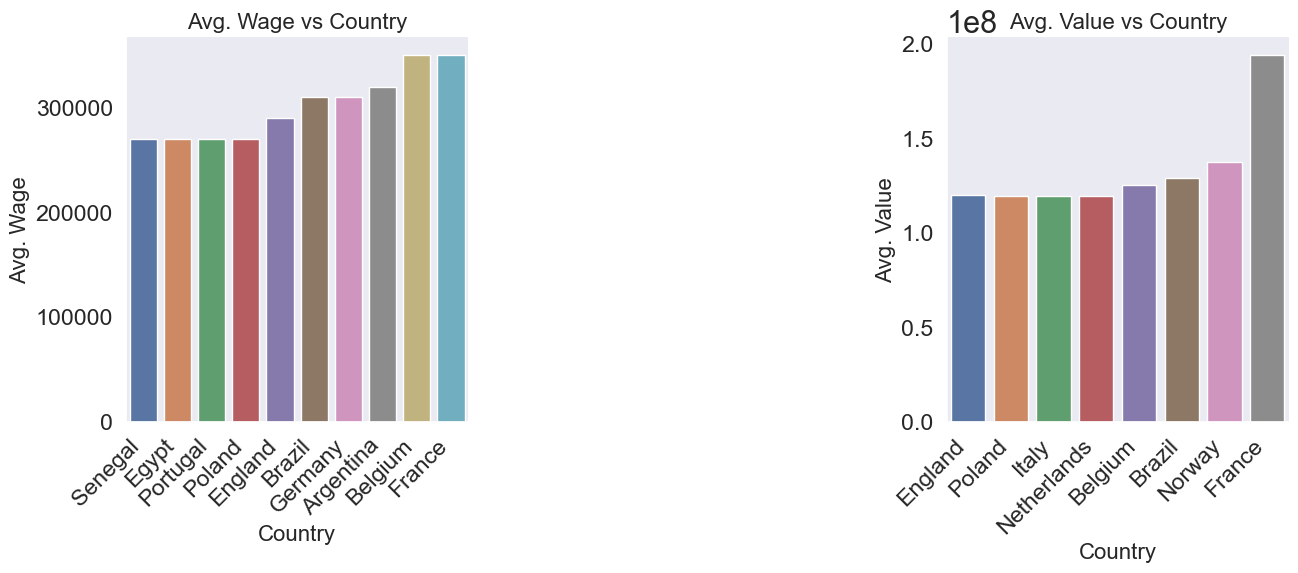 Avg. Wage vs Country
Avg. Wage
300000
200000
100000
0
Senegal
Egypt
Portugal
Poland
England
Brazil
Germany
Argentina
Belgium
France
Country
1e8
Avg. Value vs Country
Avg. Value
2.0
1.5
1.0
0.5
0.0
England
Poland
Italy
Netherlands
Belgium
Brazil
Norway
France
Country